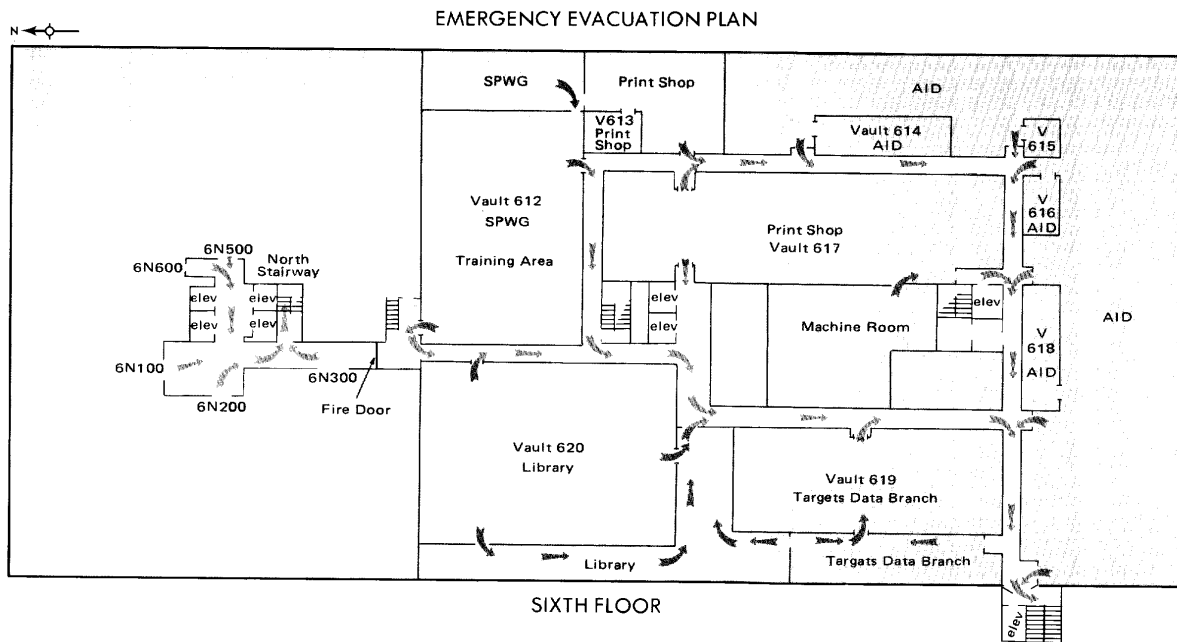 EMERGENCY EVACUATION PLAN
N
SPWG
Print Shop
AID
V613
Print
Shop
Vault 614
AID
V
615
Vault 612
SPWG
Training Area
V
616
AID
Print Shop
Vault 617
6N500
6N600
North
Stairway
elev
elev
elev
elev
elev
elev
elev
Machine Room
AID
V
618
AID
6N100
6N300
6N200
Fire Door
Vault 620
Library
Vault 619
Targets Data Branch
Library
Targats Data Branch
elev
SIXTH FLOOR